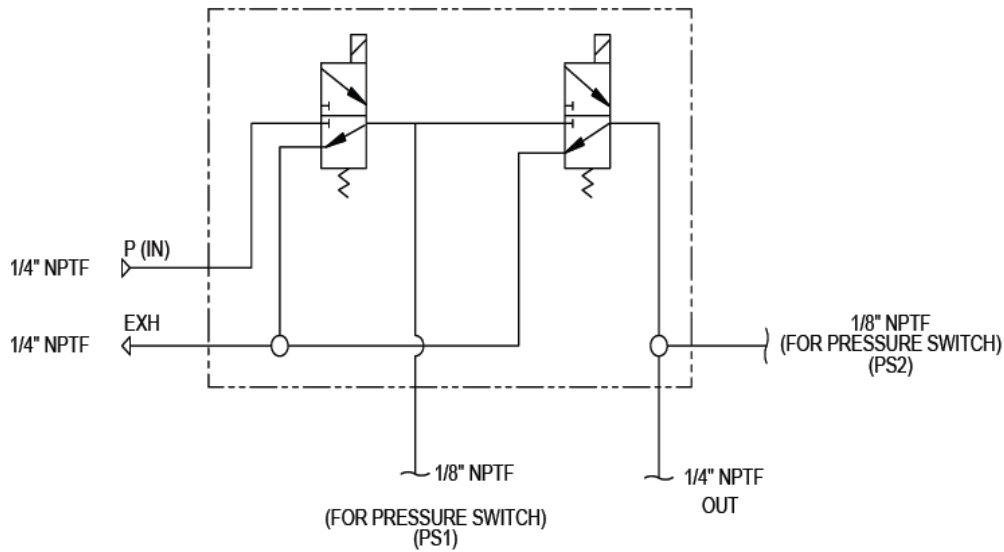 P (IN)
1/4" NPTF
EXH
1/4" NPTF
1/8" NPTF
(FOR PRESSURE SWITCH)
(PS2)
1/8" NPTF
(FOR PRESSURE SWITCH)
(PS1)
1/4" NPTF
OUT